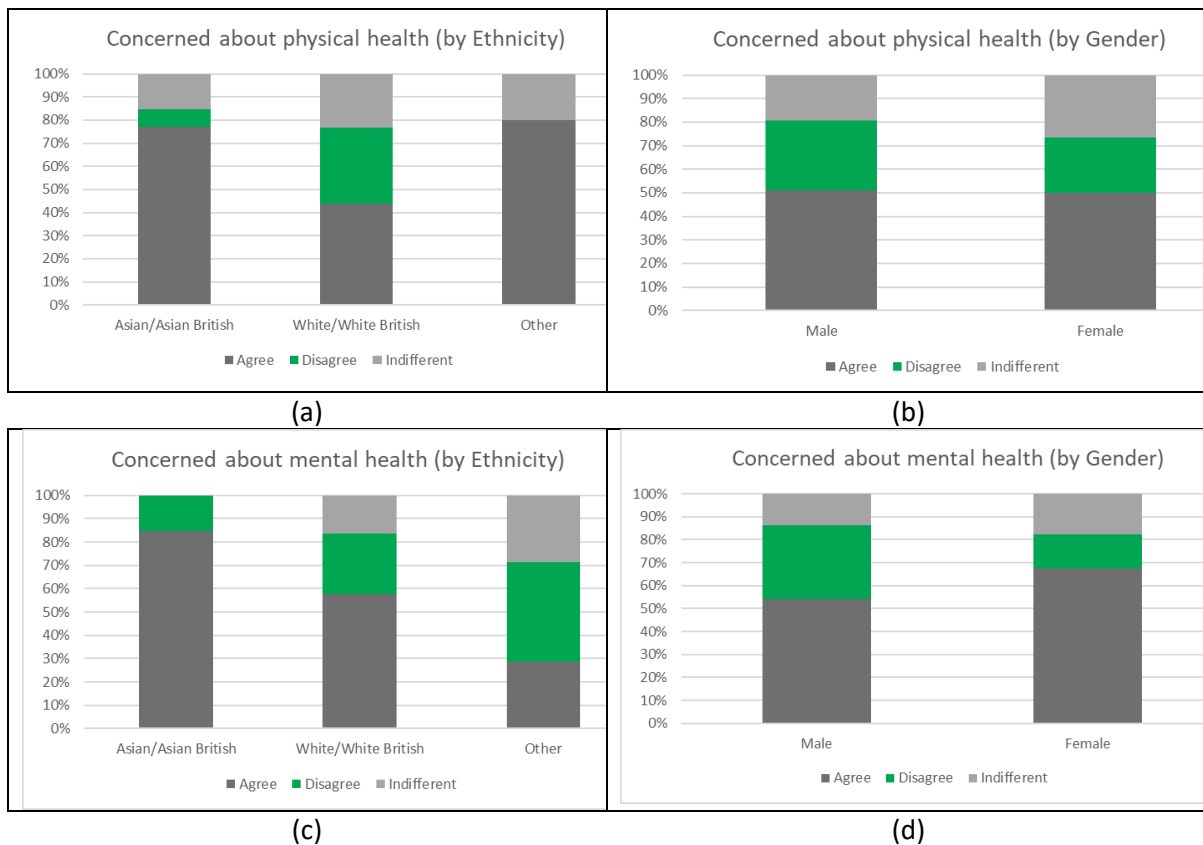 Concerned about physical health (by Ethnicity)
100%
90%
80%
70%
60%
50%
40%
30%
20%
10%
0%
Asian/Asian British White/White British Other
Agree Disagree Indifferent
(a)
Concerned about physical health (by Gender)
100%
90%
80%
70%
60%
50%
40%
30%
20%
10%
0%
Male Female
Agree Disagree Indifferent
(b)
Concerned about mental health (by Ethnicity)
100%
90%
80%
70%
60%
50%
40%
30%
20%
10%
0%
Asian/Asian British White/White British Other
Agree Disagree Indifferent
(c)
Concerned about mental health (by Gender)
100%
90%
80%
70%
60%
50%
40%
30%
20%
10%
0%
Male Female
Agree Disagree Indifferent
(d)